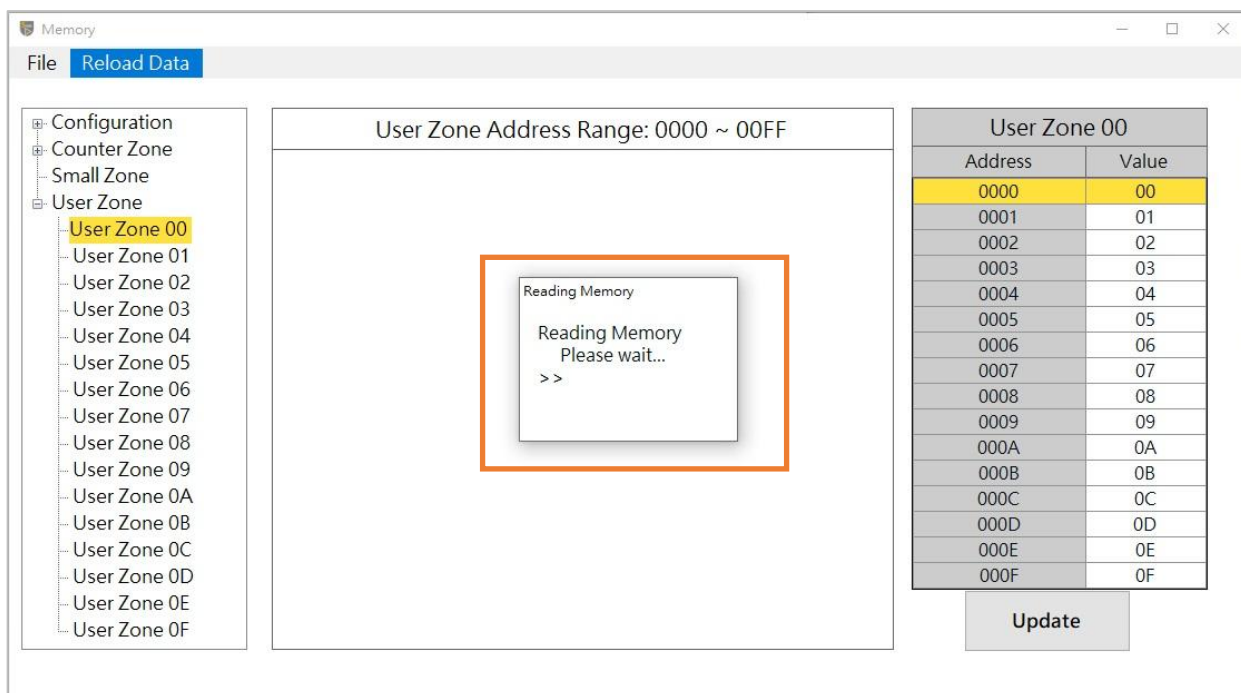 Memory
File Reload Data
Configuration
Counter Zone
Small Zone
User Zone
User Zone 00
User Zone 01
User Zone 02
User Zone 03
User Zone 04
User Zone 05
User Zone 06
User Zone 07
User Zone 08
User Zone 09
User Zone 0A
User Zone 0B
User Zone 0C
User Zone 0D
User Zone 0E
User Zone 0F
User Zone Address Range: 0000 ~ 00FF
Reading Memory
Reading Memory
Please wait...
>>
User Zone 00
Address Value
0000 00
0001 01
0002 02
0003 03
0004 04
0005 05
0006 06
0007 07
0008 08
0009 09
000A 0A
000B 0B
000C 0C
000D 0D
000E 0E
000F 0F
Update